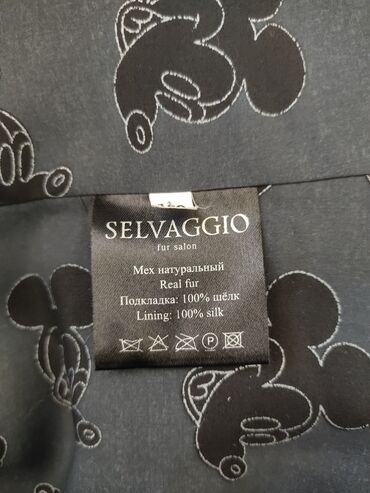 SELVAGGIO
fur salon
Мех натуральный
Real fur
Подкладка: 100% шёлк
Lining: 100% silk
P